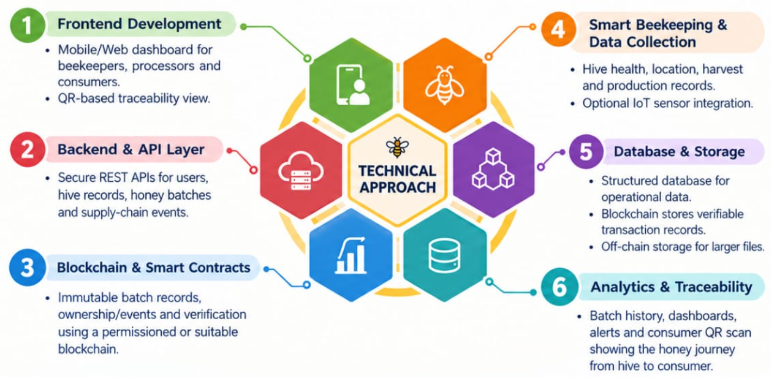 1
Frontend Development
• Mobile/Web dashboard for
beekeepers, processors and
consumers.
• QR-based traceability view.
2
Backend & API Layer
• Secure REST APIs for users,
hive records, honey batches
and supply-chain events.
3
Blockchain & Smart Contracts
• Immutable batch records,
ownership/events and verification
using a permissioned or suitable
blockchain.
TECHNICAL
APPROACH
4
Smart Beekeeping &
Data Collection
• Hive health, location, harvest
and production records.
• Optional IoT sensor integration.
5
Database & Storage
• Structured database for
operational data.
• Blockchain stores verifiable
transaction records.
• Off-chain storage for larger files.
6
Analytics & Traceability
• Batch history, dashboards,
alerts and consumer QR scan
showing the honey journey
from hive to consumer.